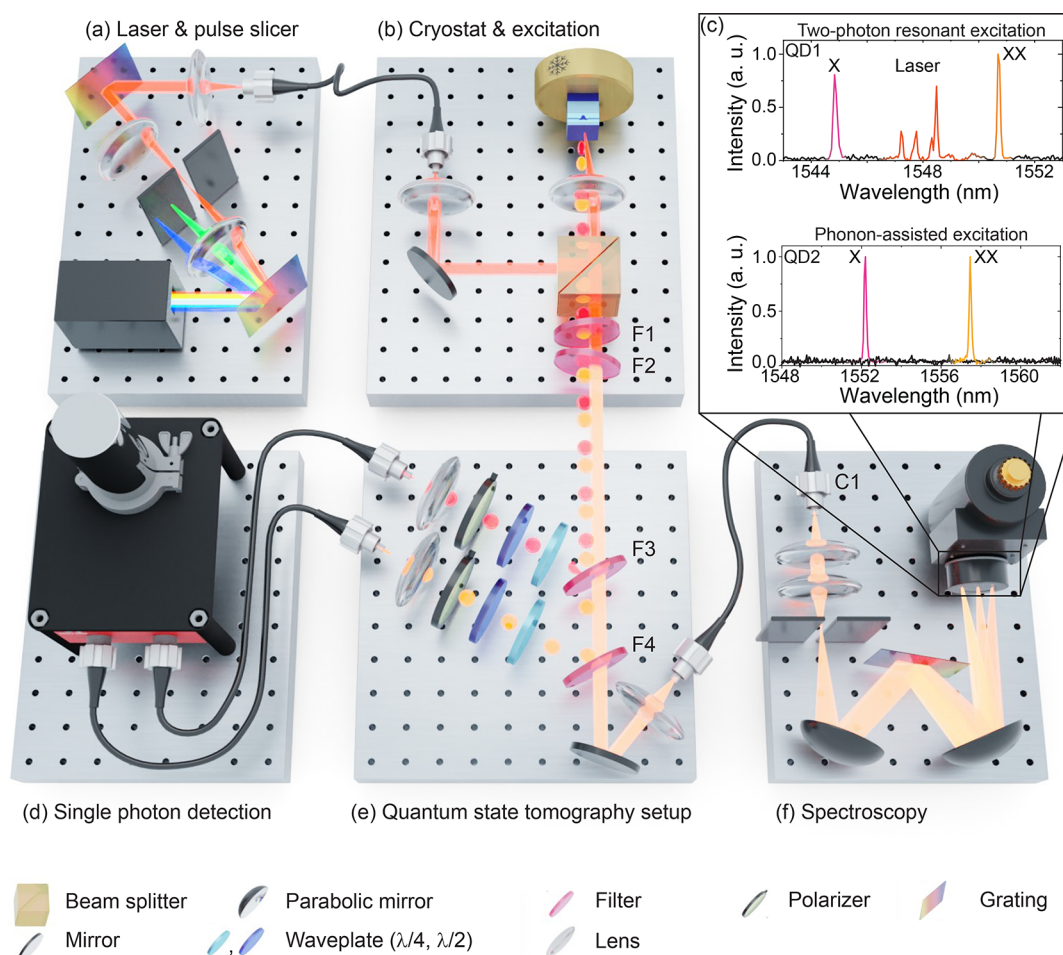 (a) Laser & pulse slicer
(b) Cryostat & excitation
(c)
Two-photon resonant excitation
QD1
X
Laser
XX
Intensity (a. u.)
1.0
0.5
0.0
1544 1548 1552
Wavelength (nm)
Phonon-assisted excitation
QD2
X
XX
Intensity (a. u.)
1.0
0.5
0.0
1548 1552 1556 1560
Wavelength (nm)
F1
F2
F3
F4
C1
(d) Single photon detection
(e) Quantum state tomography setup
(f) Spectroscopy
Beam splitter
Parabolic mirror
Filter
Polarizer
Grating
Mirror
, Waveplate (λ/4, λ/2)
Lens